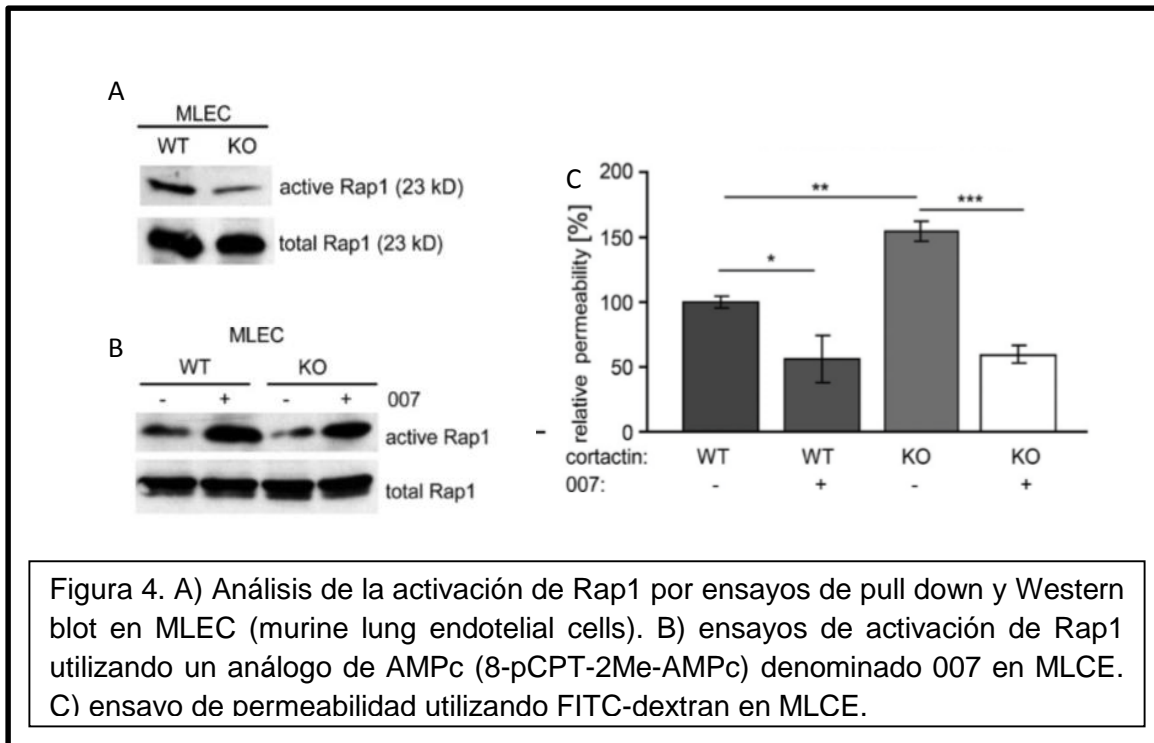 A
MLEC
WT KO
active Rap1 (23 kD)
total Rap1 (23 kD)
B
MLEC
WT KO
- + - + 007
active Rap1
total Rap1
C
relative permeability [%]
200
150
100
50
0
** 
***
*
cortactin: WT WT KO KO
007: - + - +
Figura 4. A) Análisis de la activación de Rap1 por ensayos de pull down y Western
blot en MLEC (murine lung endotelial cells). B) ensayos de activación de Rap1
utilizando un análogo de AMPc (8-pCPT-2Me-AMPc) denominado 007 en MLCE.
C) ensayo de permeabilidad utilizando FITC-dextran en MLCE.